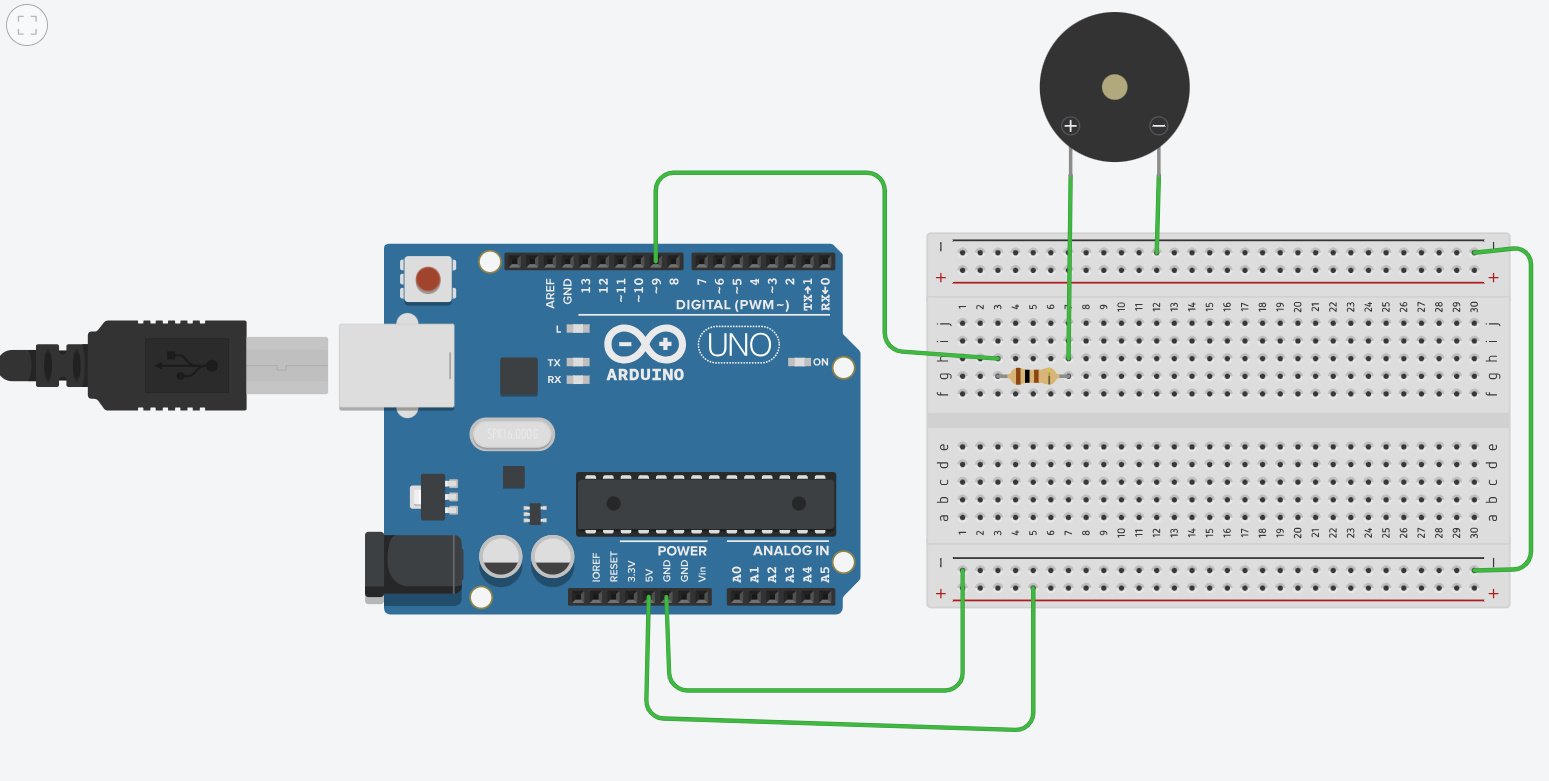 + −
AREF
GND
13
12
~11
~10
~9
8
7
~6
~5
4
~3
2
TX→1
RX←0
DIGITAL (PWM~)
L
TX
RX
ON
UNO
ARDUINO
SPK16.000G
POWER
ANALOG IN
IOREF
RESET
3.3V
5V
GND
GND
Vin
A0
A1
A2
A3
A4
A5
− −
+ +
1 2 3 4 5 6 7 8 9 10 11 12 13 14 15 16 17 18 19 20 21 22 23 24 25 26 27 28 29 30
j j
i i
h h
g g
f f
e e
d d
c c
b b
a a
1 2 3 4 5 6 7 8 9 10 11 12 13 14 15 16 17 18 19 20 21 22 23 24 25 26 27 28 29 30
− −
+ +